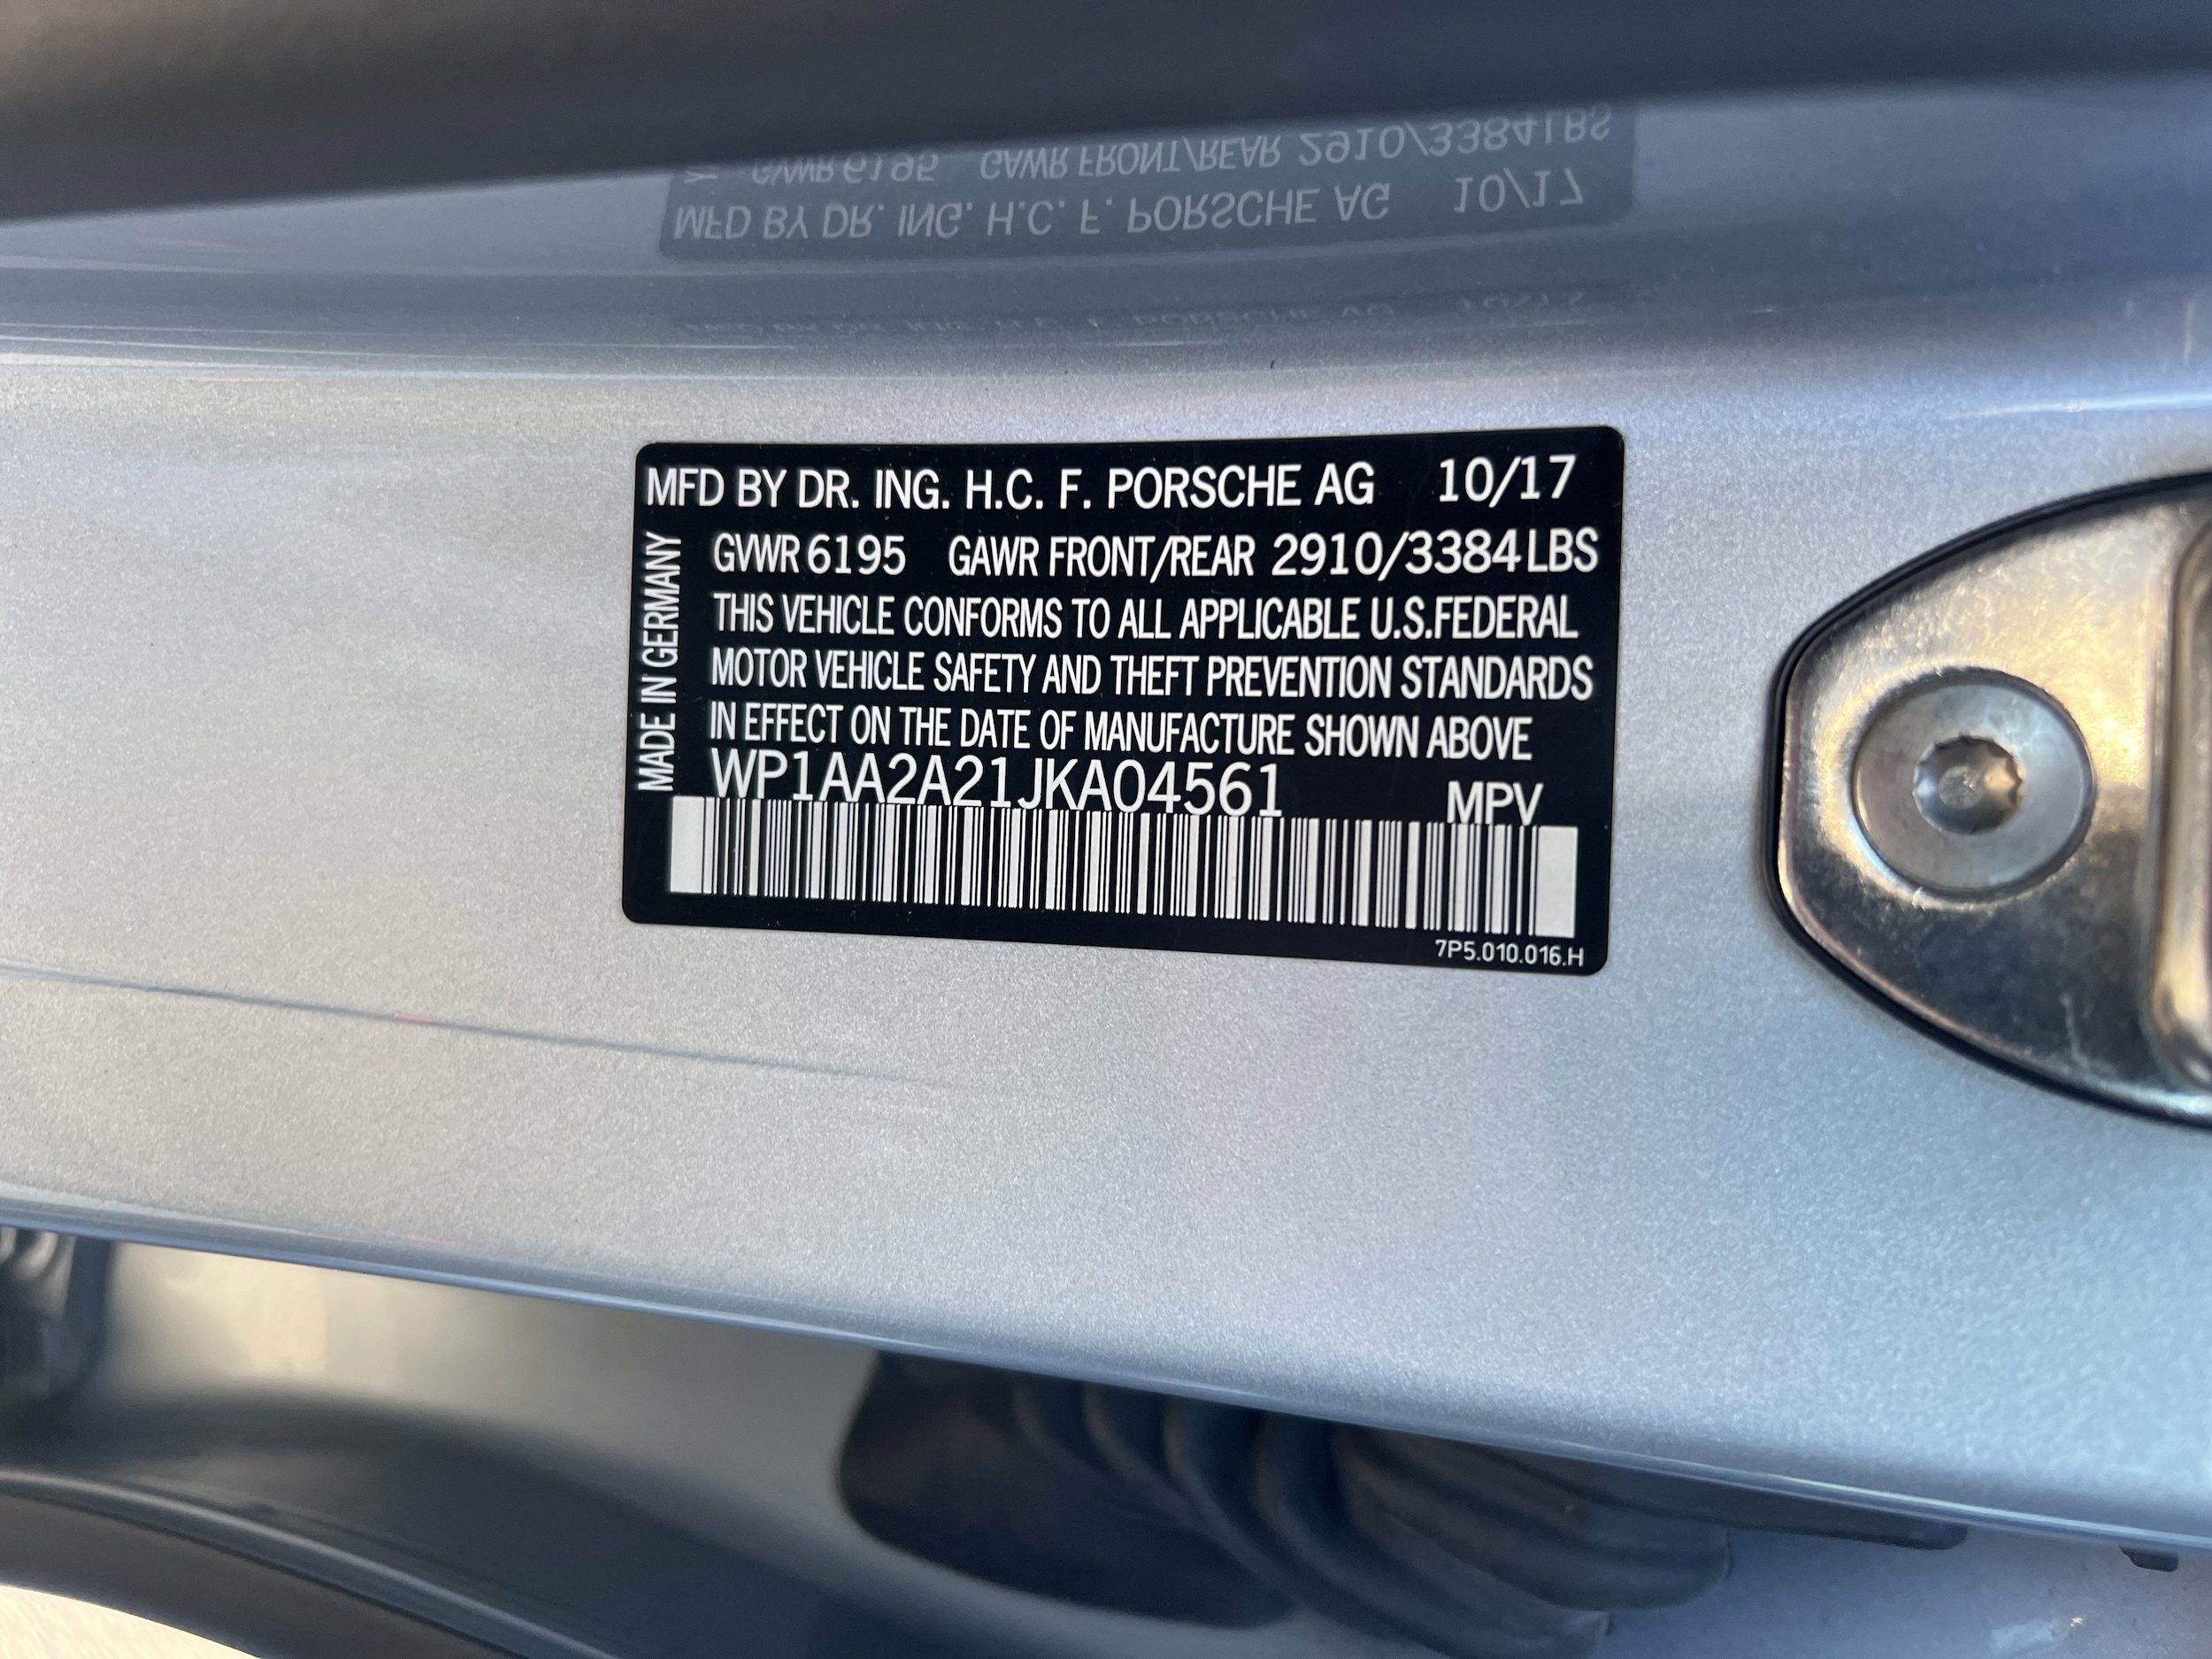 MFD BY DR. ING. H.C. F. PORSCHE AG 10/17
GVWR 6195 GAWR FRONT/REAR 2910/3384 LBS
THIS VEHICLE CONFORMS TO ALL APPLICABLE U.S.FEDERAL
MOTOR VEHICLE SAFETY AND THEFT PREVENTION STANDARDS
IN EFFECT ON THE DATE OF MANUFACTURE SHOWN ABOVE
WP1AA2A21JKA04561 MPV
7P5.010.016.H
MADE IN GERMANY